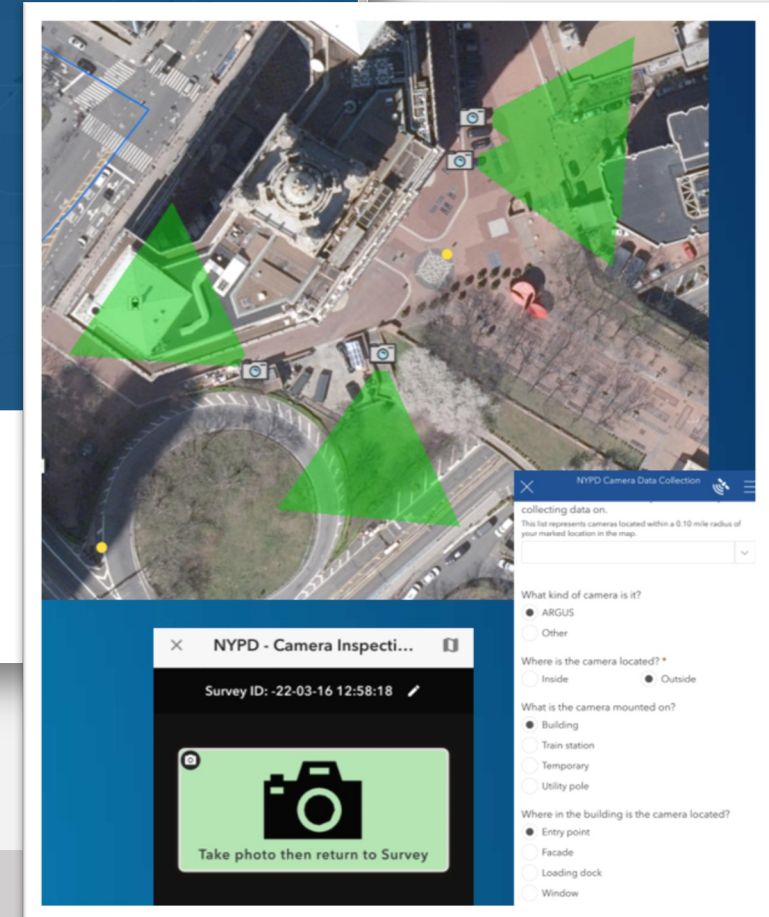 NYPD Camera Data Collection
collecting data on.
This list represents cameras located within a 0.10 mile radius of
your marked location in the map.
What kind of camera is it?
ARGUS
Other
Where is the camera located? *
Inside
Outside
What is the camera mounted on?
Building
Train station
Temporary
Utility pole
Where in the building is the camera located?
Entry point
Facade
Loading dock
Window
NYPD - Camera Inspecti...
Survey ID: -22-03-16 12:58:18
Take photo then return to Survey